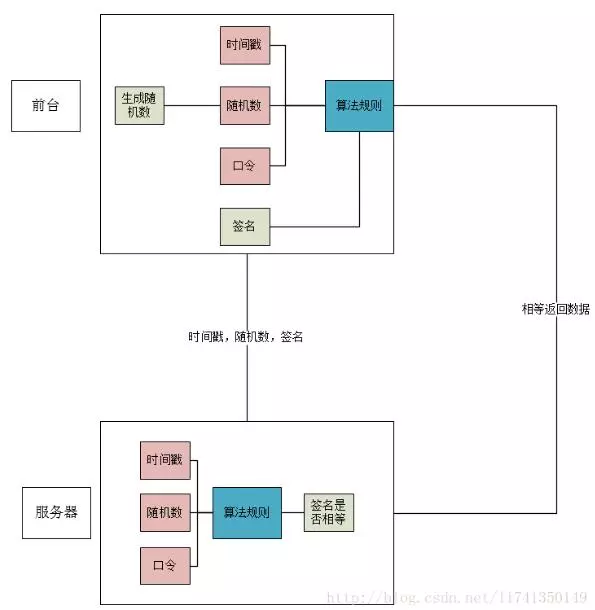 时间戳
前台
生成随
机数
随机数
算法规则
口令
签名
相等返回数据
时间戳，随机数，签名
时间戳
服务器
随机数
算法规则
签名是
否相等
口令
http://blog.csdn.net/li741350149